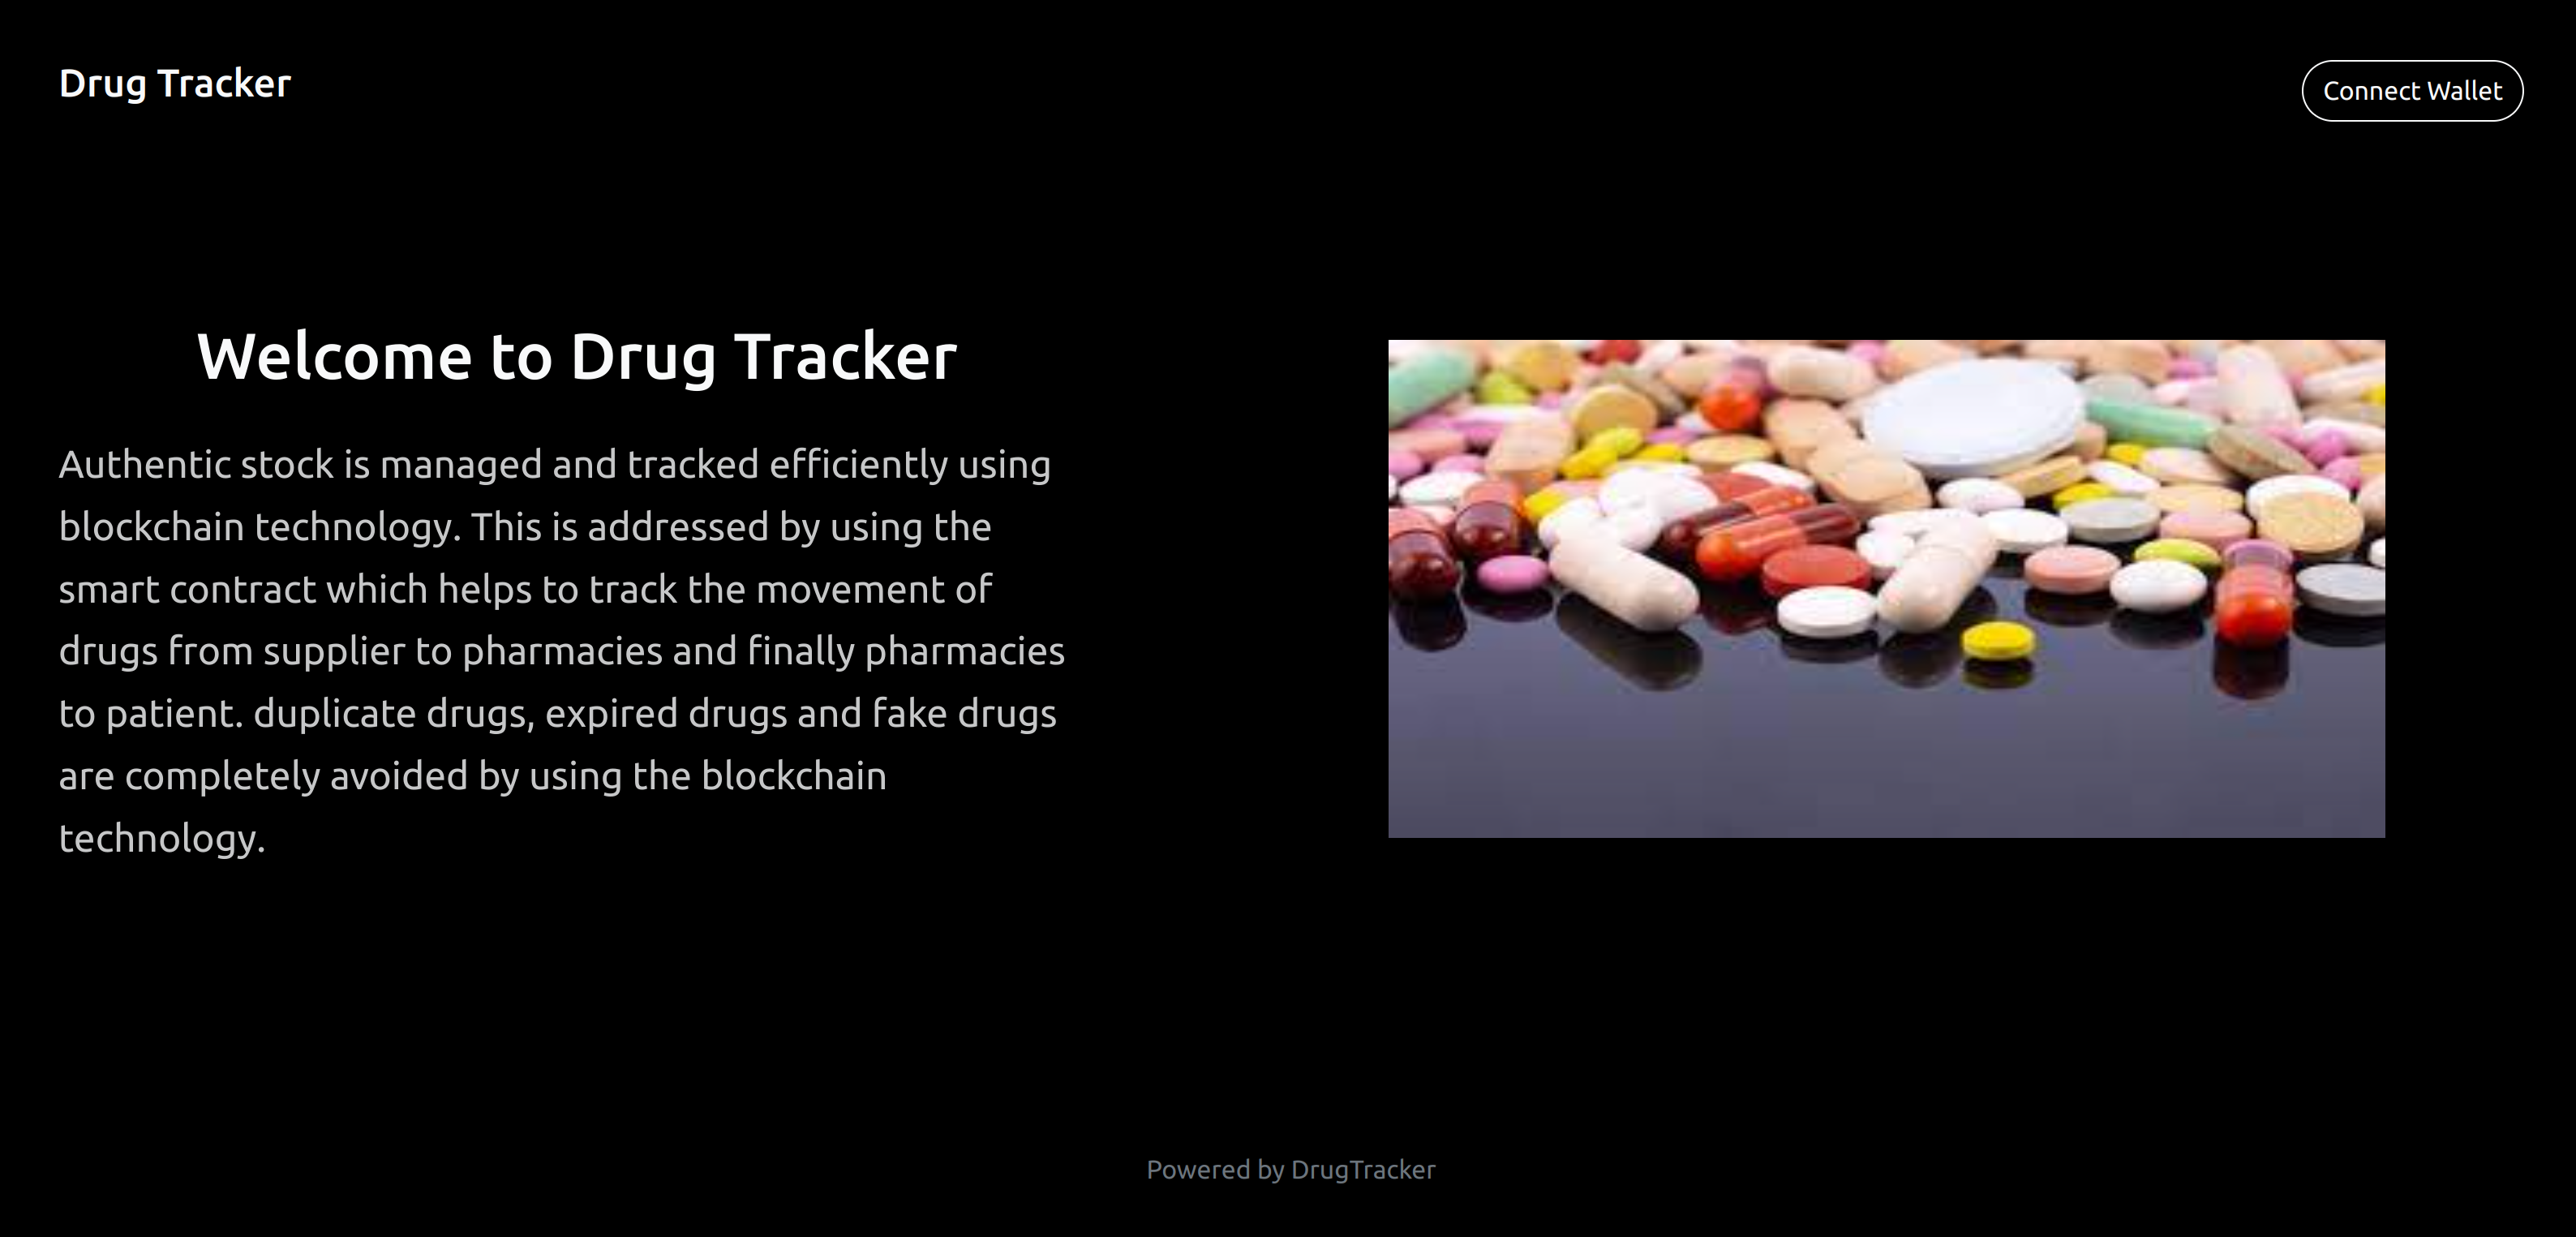 Drug Tracker
Connect Wallet
Welcome to Drug Tracker
Authentic stock is managed and tracked efficiently using
blockchain technology. This is addressed by using the
smart contract which helps to track the movement of
drugs from supplier to pharmacies and finally pharmacies
to patient. duplicate drugs, expired drugs and fake drugs
are completely avoided by using the blockchain
technology.
Powered by DrugTracker